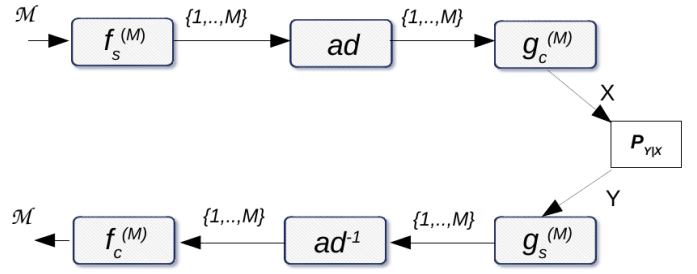 ℳ {1,..,M} {1,..,M}
f_s^(M) ad g_c^(M)
X
P_Y|X
Y
ℳ {1,..,M} {1,..,M}
f_c^(M) ad^-1 g_s^(M)